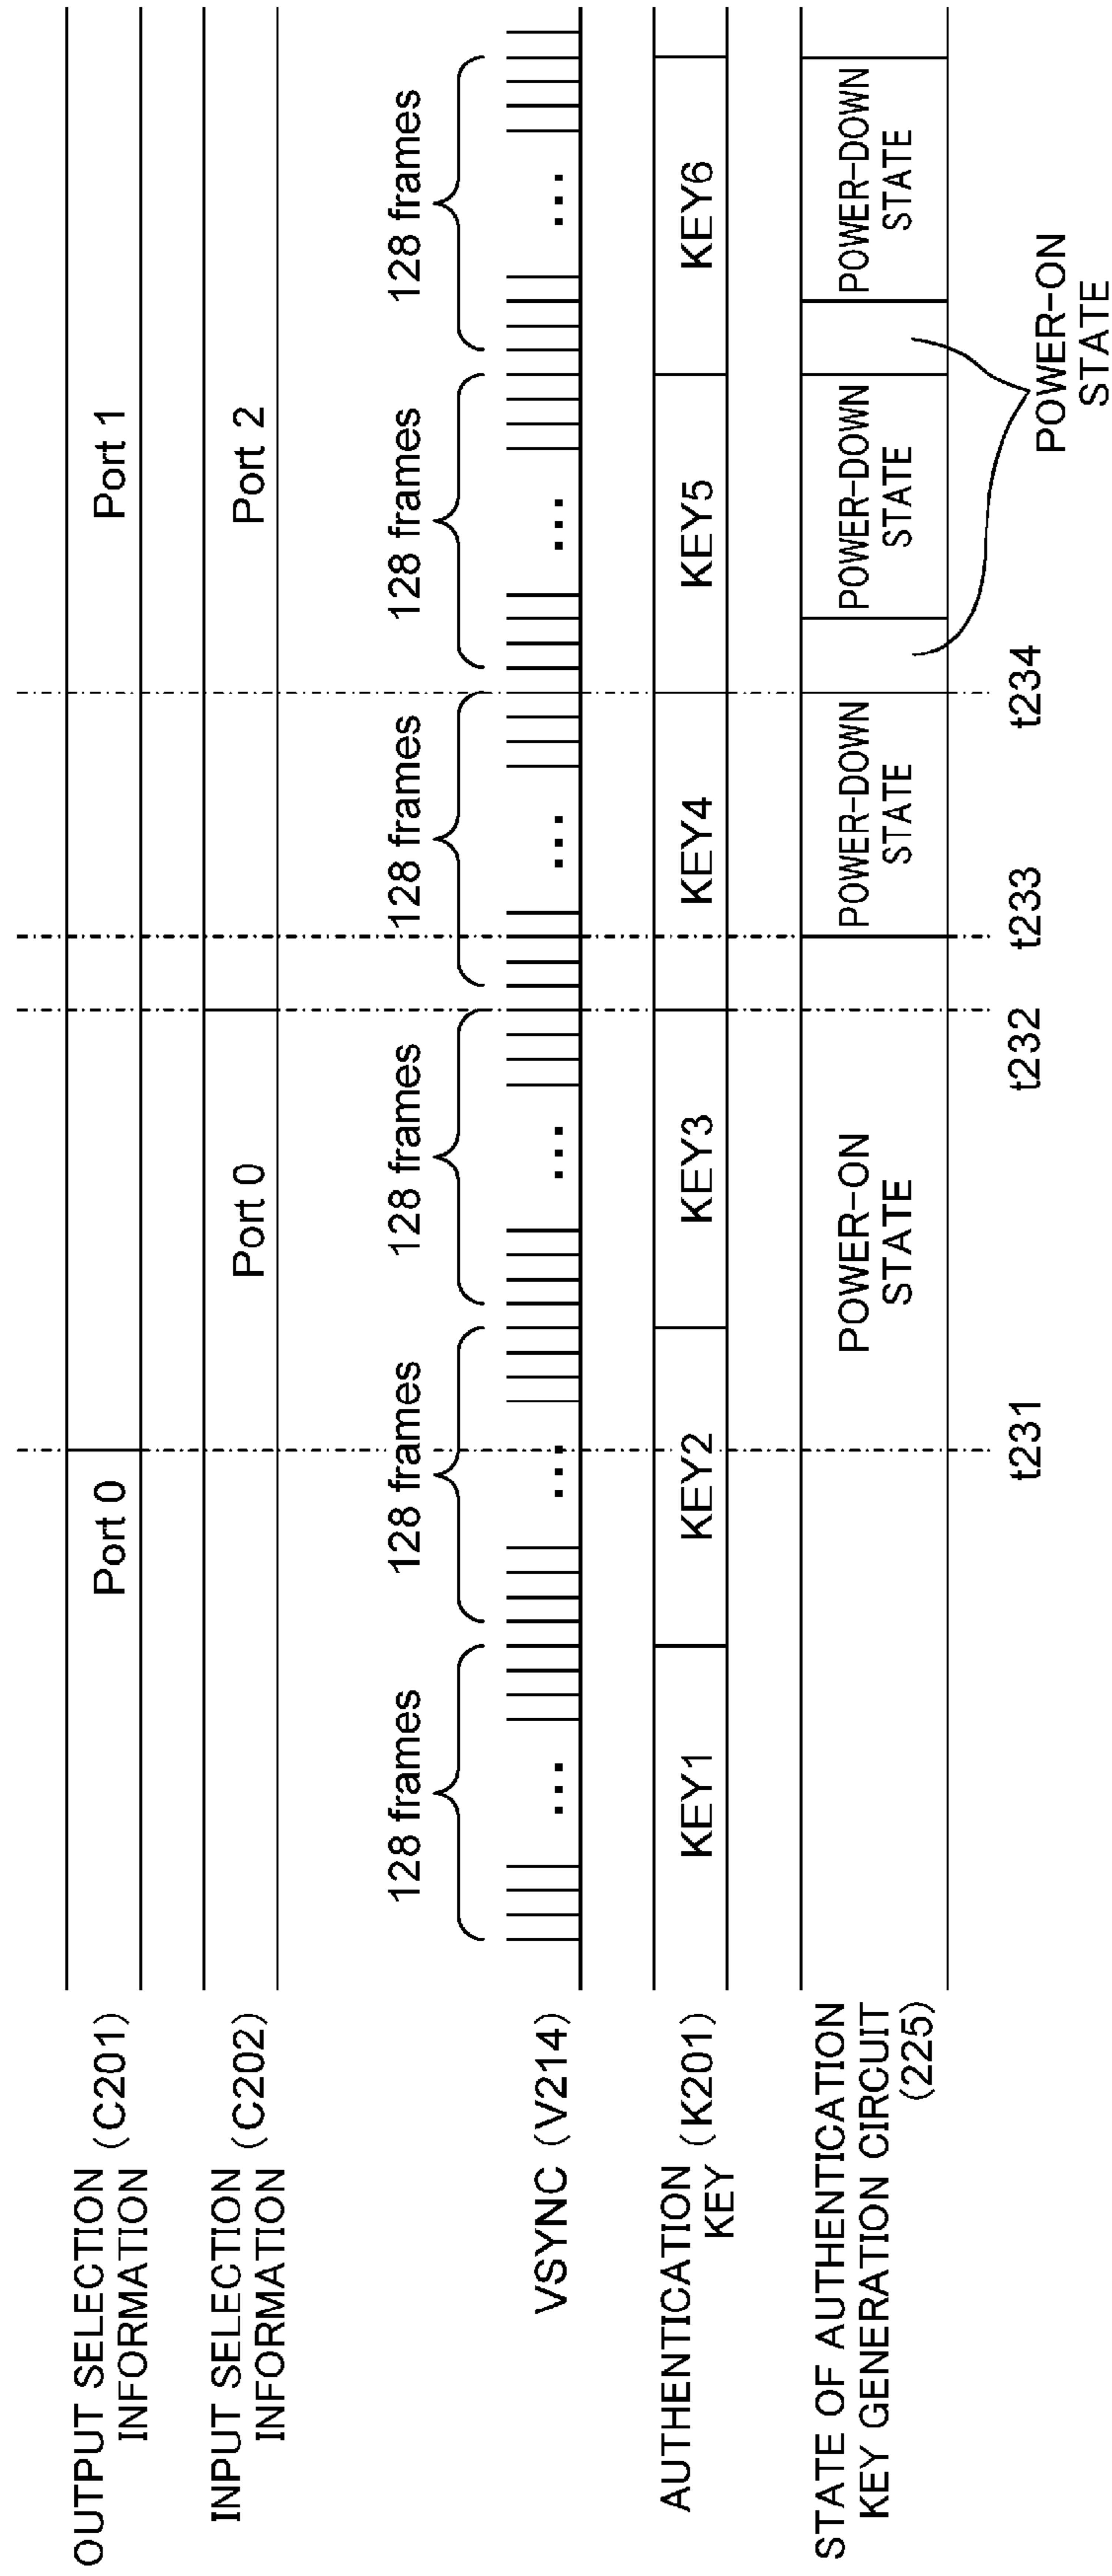 OUTPUT SELECTION (C201)
INFORMATION
Port 0
Port 1
INPUT SELECTION (C202)
INFORMATION
Port 0
Port 2
128 frames
128 frames
128 frames
128 frames
128 frames
128 frames
VSYNC (V214)
...
...
...
...
...
...
AUTHENTICATION (K201)
KEY
KEY1
KEY2
KEY3
KEY4
KEY5
KEY6
STATE OF AUTHENTICATION
KEY GENERATION CIRCUIT
(225)
POWER-ON
STATE
POWER-DOWN
STATE
POWER-DOWN
STATE
POWER-DOWN
STATE
t231
t232
t233
t234
POWER-ON
STATE